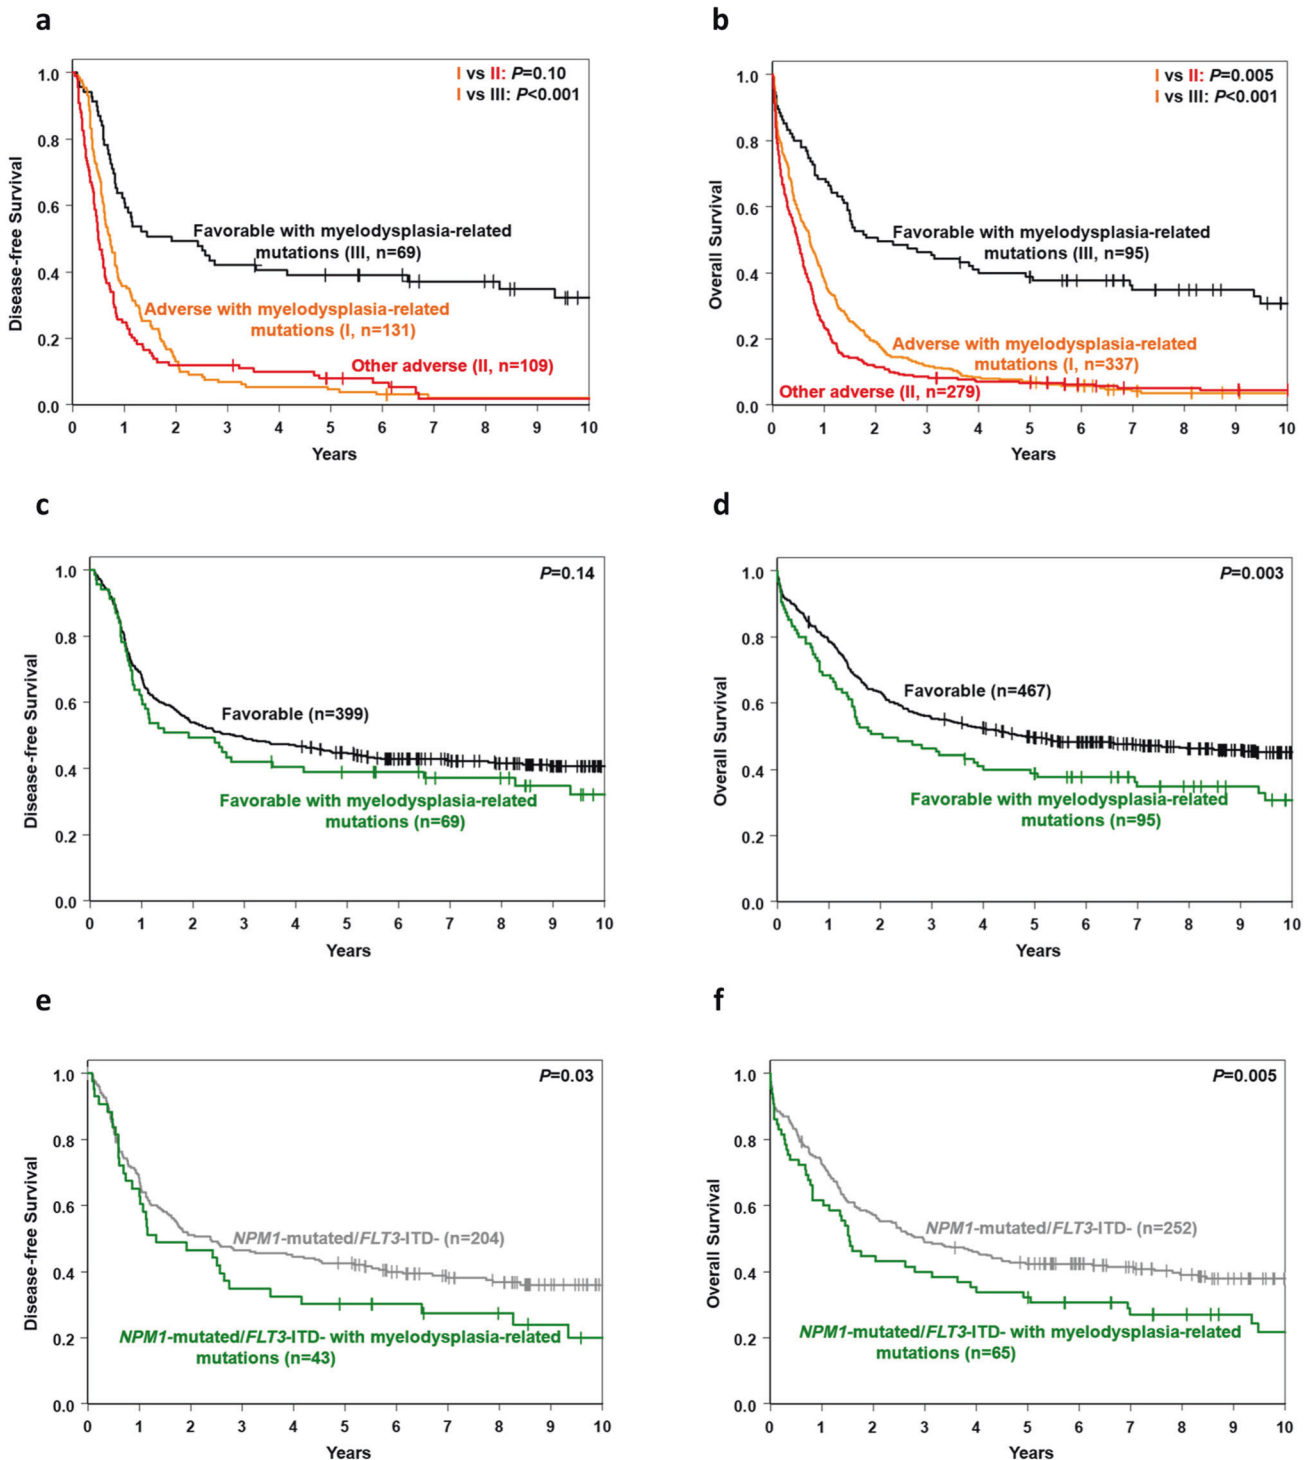 a
I vs II: P=0.10
I vs III: P<0.001
Disease-free Survival
1.0
0.8
0.6
0.4
0.2
0.0
Favorable with myelodysplasia-related
mutations (III, n=69)
Adverse with myelodysplasia-related
mutations (I, n=131)
Other adverse (II, n=109)
0 1 2 3 4 5 6 7 8 9 10
Years
b
I vs II: P=0.005
I vs III: P<0.001
Overall Survival
1.0
0.8
0.6
0.4
0.2
0.0
Favorable with myelodysplasia-related
mutations (III, n=95)
Adverse with myelodysplasia-related
mutations (I, n=337)
Other adverse (II, n=279)
0 1 2 3 4 5 6 7 8 9 10
Years
c
P=0.14
Disease-free Survival
1.0
0.8
0.6
0.4
0.2
0.0
Favorable (n=399)
Favorable with myelodysplasia-related
mutations (n=69)
0 1 2 3 4 5 6 7 8 9 10
Years
d
P=0.003
Overall Survival
1.0
0.8
0.6
0.4
0.2
0.0
Favorable (n=467)
Favorable with myelodysplasia-related
mutations (n=95)
0 1 2 3 4 5 6 7 8 9 10
Years
e
P=0.03
Disease-free Survival
1.0
0.8
0.6
0.4
0.2
0.0
NPM1-mutated/FLT3-ITD- (n=204)
NPM1-mutated/FLT3-ITD- with myelodysplasia-related
mutations (n=43)
0 1 2 3 4 5 6 7 8 9 10
Years
f
P=0.005
Overall Survival
1.0
0.8
0.6
0.4
0.2
0.0
NPM1-mutated/FLT3-ITD- (n=252)
NPM1-mutated/FLT3-ITD- with myelodysplasia-related
mutations (n=65)
0 1 2 3 4 5 6 7 8 9 10
Years